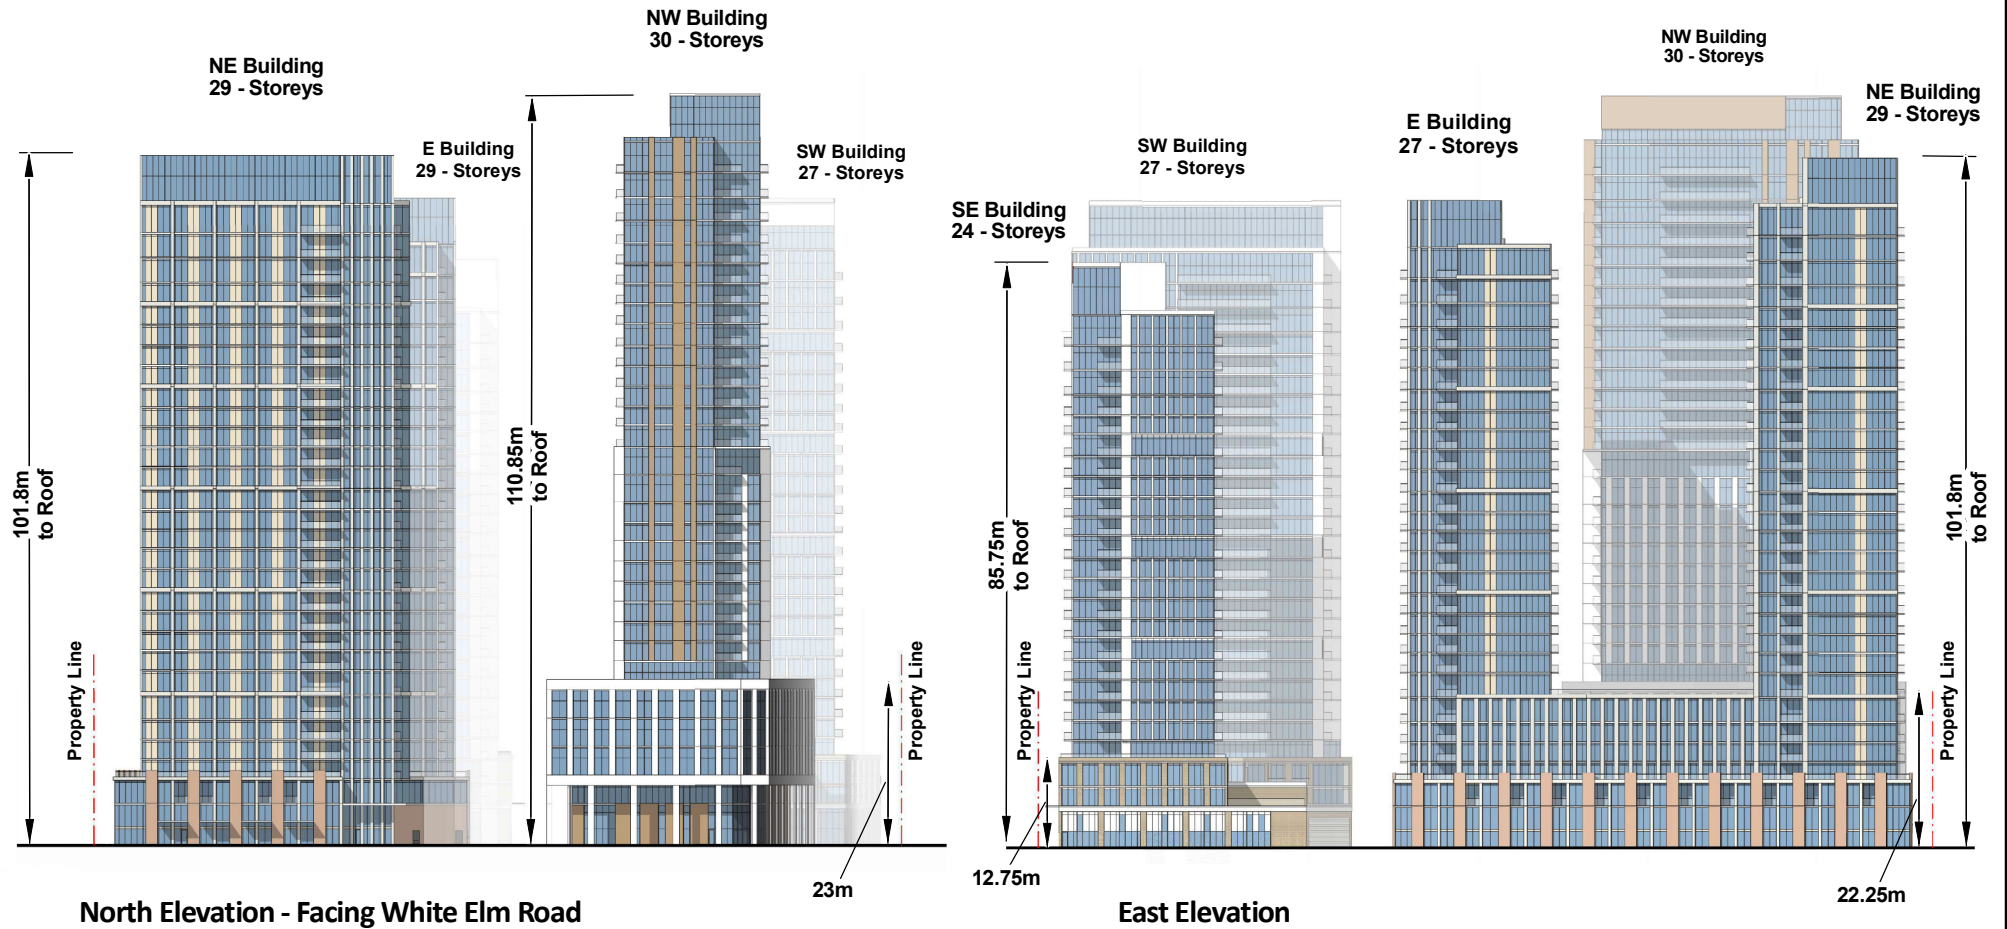 NW Building
30 - Storeys
NE Building
29 - Storeys
E Building
29 - Storeys
SW Building
27 - Storeys
101.8m
to Roof
110.85m
to Roof
Property Line
Property Line
23m
North Elevation - Facing White Elm Road
NW Building
30 - Storeys
NE Building
29 - Storeys
E Building
27 - Storeys
SW Building
27 - Storeys
SE Building
24 - Storeys
85.75m
to Roof
101.8m
to Roof
Property Line
Property Line
12.75m
22.25m
East Elevation